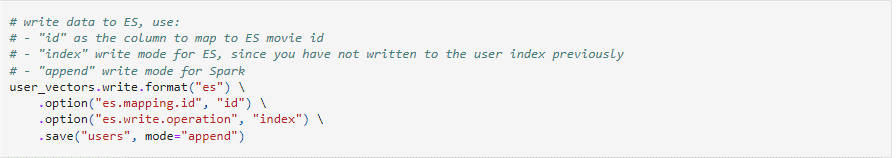 # write data to ES, use:
# - "id" as the column to map to ES movie id
# - "index" write mode for ES, since you have not written to the user index previously
# - "append" write mode for Spark
user_vectors.write.format("es") \
    .option("es.mapping.id", "id") \
    .option("es.write.operation", "index") \
    .save("users", mode="append")